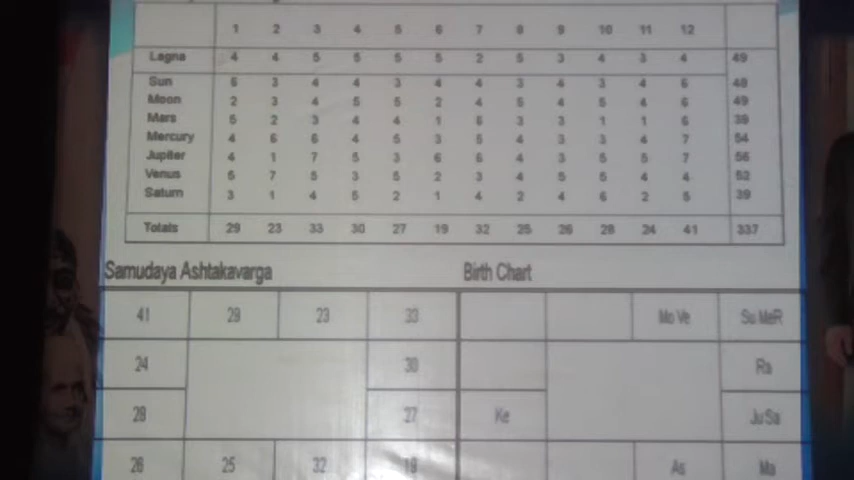 1 2 3 4 5 6 7 8 9 10 11 12
Lagna 4 4 5 5 5 5 2 5 3 4 3 4 49
Sun 6 3 4 4 3 4 4 3 4 3 4 6 48
Moon 2 3 4 5 5 2 4 5 4 5 4 6 49
Mars 5 2 3 4 4 1 6 3 3 1 1 6 39
Mercury 4 6 6 4 5 3 5 4 3 3 4 7 54
Jupiter 4 1 7 5 3 6 6 4 3 5 5 7 56
Venus 5 7 5 3 5 2 3 4 5 5 4 4 52
Saturn 3 1 4 5 2 1 4 2 4 6 2 5 39
Totals 29 23 33 30 27 19 32 25 26 28 24 41 337
Samudaya Ashtakavarga Birth Chart
41 29 23 33 Mo Ve Su MeR
24 30 Ra
28 27 Ke Ju Sa
26 25 32 19 As Ma